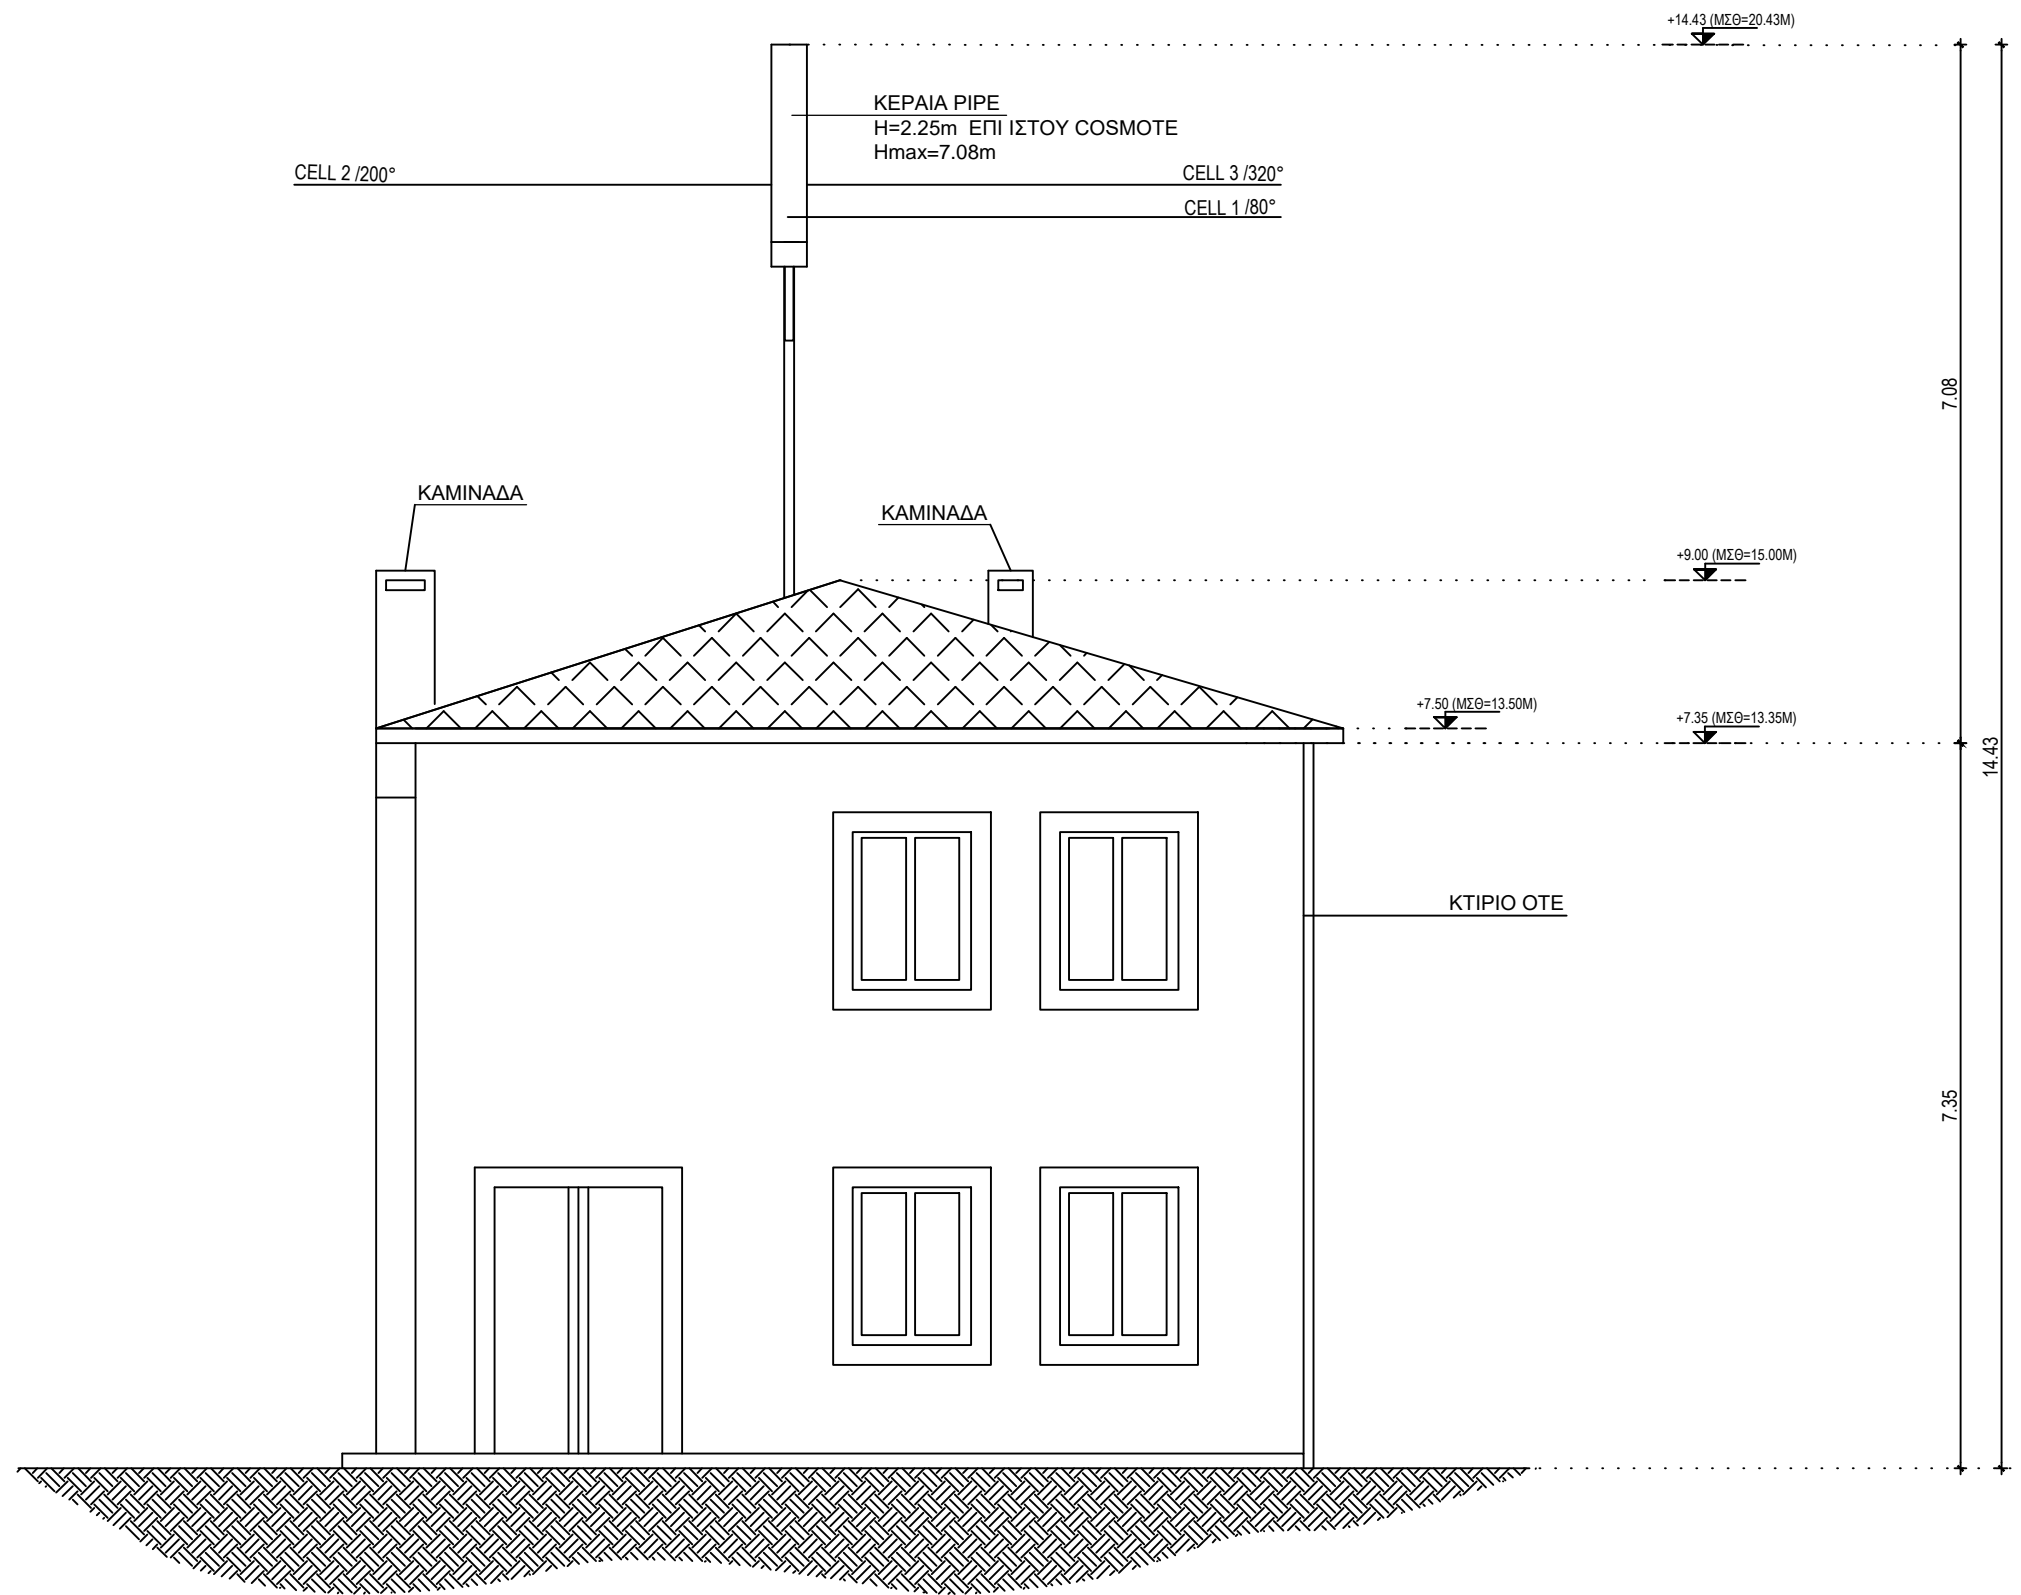 +14.43 (ΜΣΘ=20.43Μ)
ΚΕΡΑΙΑ PIPE
H=2.25m ΕΠΙ ΙΣΤΟΥ COSMOTE
Hmax=7.08m
CELL 2 /200°
CELL 3 /320°
CELL 1 /80°
7.08
ΚΑΜΙΝΑΔΑ
ΚΑΜΙΝΑΔΑ
+9.00 (ΜΣΘ=15.00Μ)
+7.50 (ΜΣΘ=13.50Μ)
+7.35 (ΜΣΘ=13.35Μ)
14.43
ΚΤΙΡΙΟ ΟΤΕ
7.35